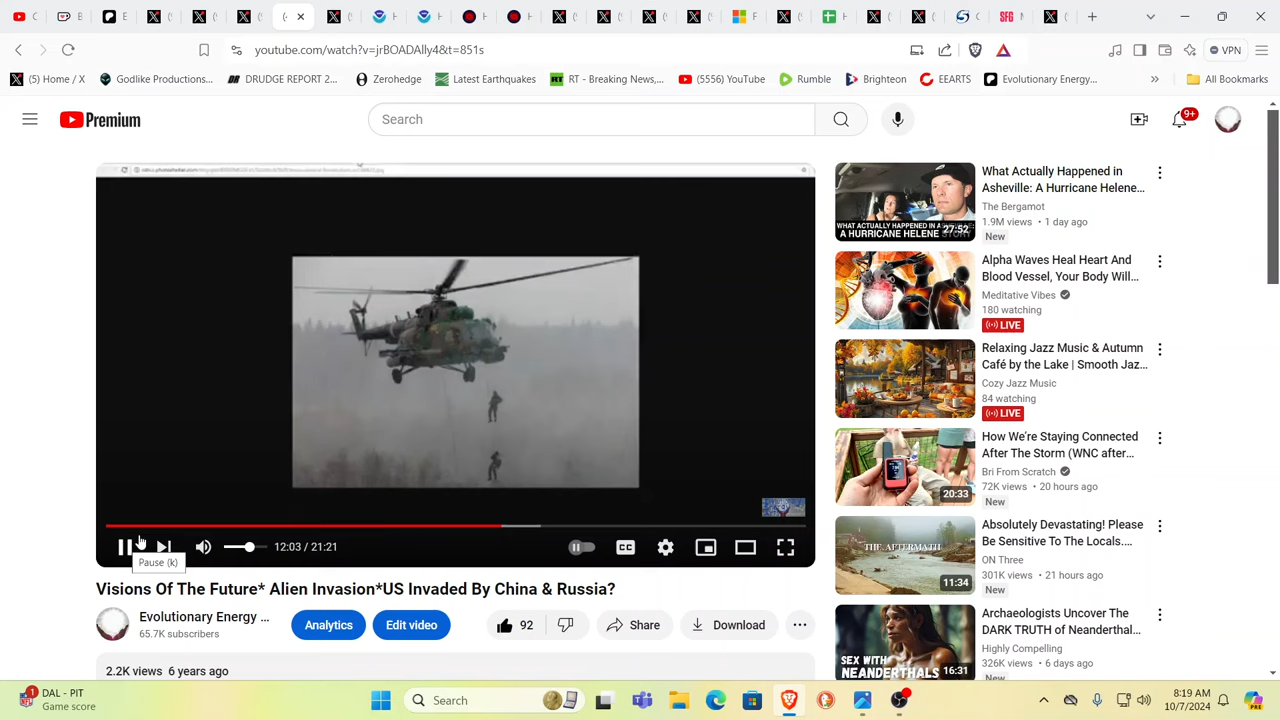 youtube.com/watch?v=jrBOADAlly4&t=851s
VPN
(5) Home / X
Godlike Productions...
DRUDGE REPORT 2...
Zerohedge
Latest Earthquakes
RT - Breaking News,...
(5550) YouTube
Rumble
Brighteon
EEARTS
Evolutionary Energy...
»
All Bookmarks
Premium
Search
9+
What Actually Happened in
Asheville: A Hurricane Helene...
The Bergamot
1.9M views • 1 day ago
New
A HURRICANE HELENE STORY
27:52
Alpha Waves Heal Heart And
Blood Vessel, Your Body Will...
Meditative Vibes
180 watching
LIVE
Relaxing Jazz Music & Autumn
Café by the Lake | Smooth Jaz...
Cozy Jazz Music
84 watching
LIVE
How We're Staying Connected
After The Storm (WNC after...
Bri From Scratch
72K views • 20 hours ago
New
20:33
Absolutely Devastating! Please
Be Sensitive To The Locals....
ON Three
301K views • 21 hours ago
New
THE AFTERMATH
11:34
Archaeologists Uncover The
DARK TRUTH of Neanderthal...
Highly Compelling
326K views • 6 days ago
New
SEX WITH
NEANDERTHALS
16:31
12:03 / 21:21
CC
Pause (k)
Visions Of The Future* Alien Invasion*US Invaded By China & Russia?
Evolutionary Energy ...
65.7K subscribers
Analytics
Edit video
92
Share
Download
2.2K views 6 years ago
1
DAL - PIT
Game score
Search
8:19 AM
10/7/2024